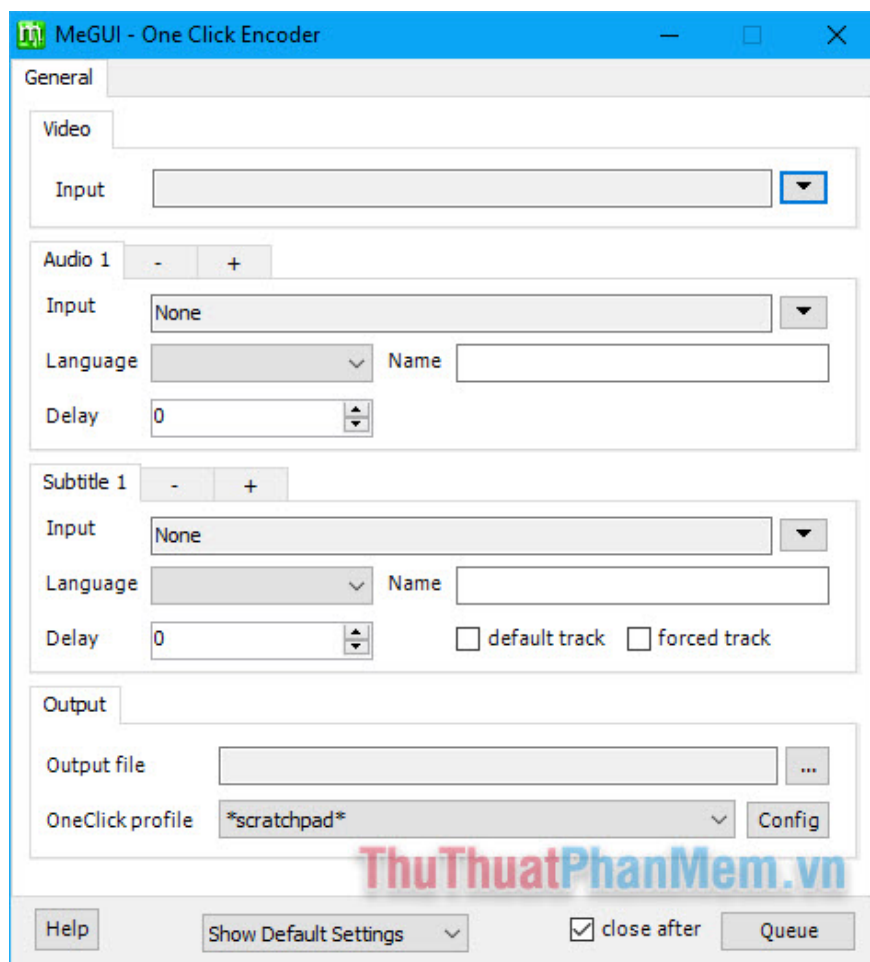 MeGUI - One Click Encoder
General
Video
Input
Audio 1 - +
Input None
Language Name
Delay 0
Subtitle 1 - +
Input None
Language Name
Delay 0 default track forced track
Output
Output file ...
OneClick profile *scratchpad* Config
ThuThuatPhanMem.vn
Help Show Default Settings close after Queue